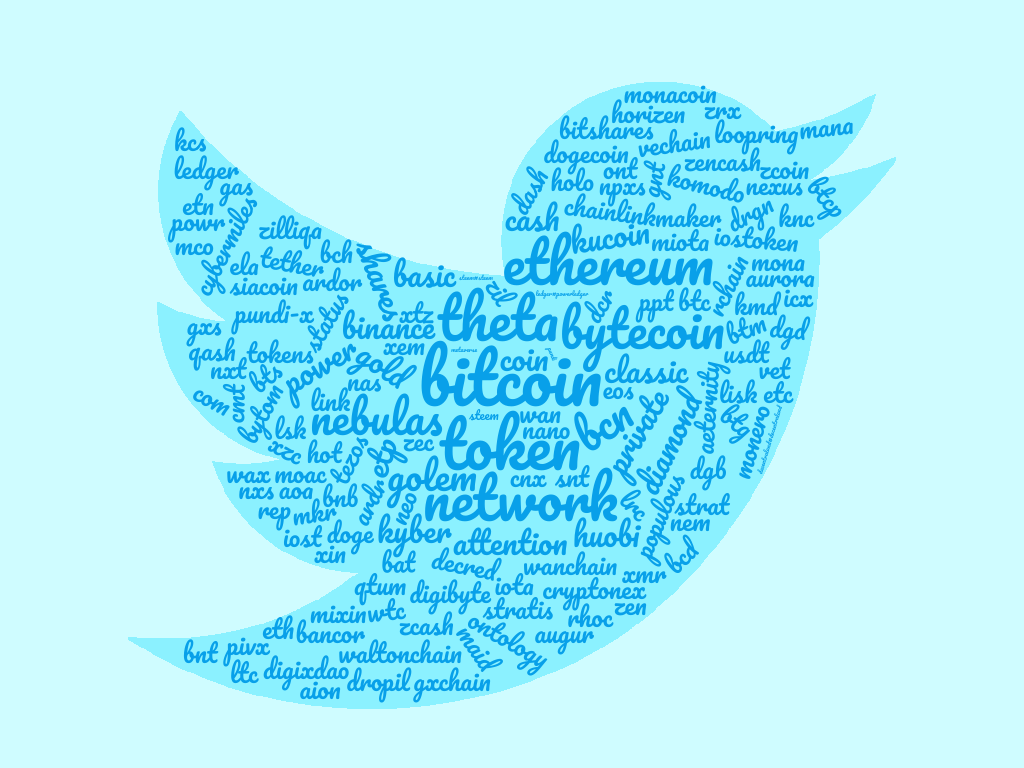 monacoin
horizen
zrx
bitshares
vechain
loopring
mana
dogecoin
zencash
zcoin
kcs
ledger
gas
dash
holo
ont
npxs
gnt
komodo
nexus
btcp
etn
powr
cybermiles
zilliqa
cash
chainlink
maker
drgn
knc
mco
kucoin
miota
iostoken
ela
tether
bch
shares
basic
ethereum
rchain
mona
aurora
siacoin
ardor
zil
dcr
ppt
btc
kmd
icx
gxs
pundi-x
status
xtz
binance
theta
bytecoin
btm
dgd
qash
tokens
xem
usdt
nxt
bts
power
gold
nas
bitcoin
coin
classic
eos
vet
com
cmt
bytom
link
nebulas
steem
wan
nano
bcn
private
diamond
aeternity
lisk
etc
btg
monero
lsk
xzc
hot
tezos
etp
zec
token
wax
moac
golem
cnx
snt
dgb
nxs
aoa
bnb
ardr
neo
network
lrc
populous
strat
rep
mkr
nem
iost
doge
kyber
attention
huobi
bcd
xin
bat
decred
wanchain
xmr
qtum
digibyte
iota
cryptonex
mixin
wtc
stratis
rhoc
zen
eth
bancor
zcash
ontology
augur
bnt
pivx
waltonchain
maid
ltc
digixdao
aion
dropil
gxchain